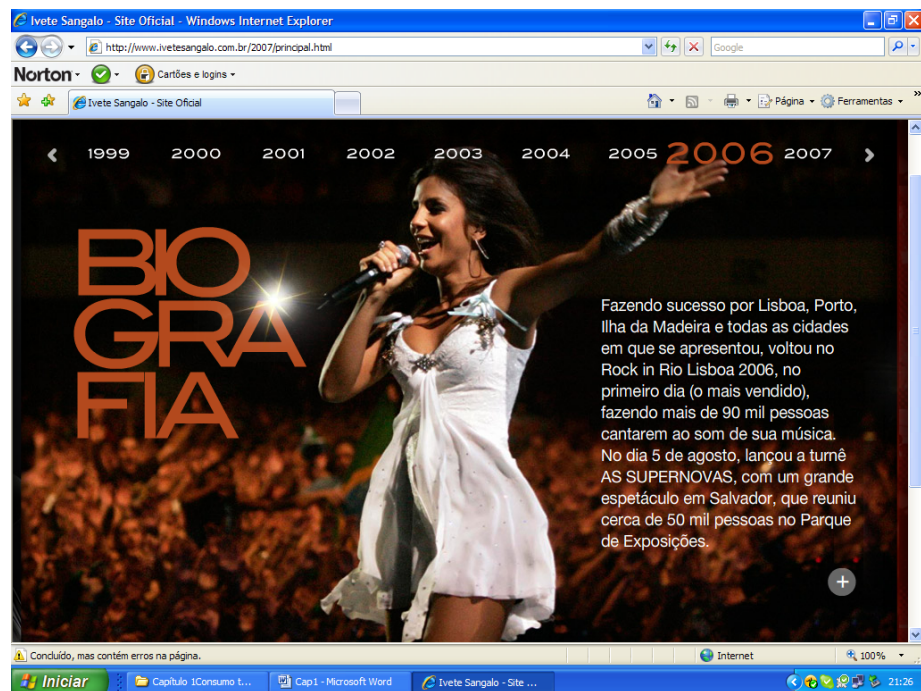 Ivete Sangalo - Site Oficial - Windows Internet Explorer
http://www.ivetesangalo.com.br/2007/principal.html
Google
Norton
Cartões e logins
Ivete Sangalo - Site Oficial
Página
Ferramentas
»
1999 2000 2001 2002 2003 2004 2005 2006 2007
BIO
GRA
FIA
Fazendo sucesso por Lisboa, Porto,
Ilha da Madeira e todas as cidades
em que se apresentou, voltou no
Rock in Rio Lisboa 2006, no
primeiro dia (o mais vendido),
fazendo mais de 90 mil pessoas
cantarem ao som de sua música.
No dia 5 de agosto, lançou a turnê
AS SUPERNOVAS, com um grande
espetáculo em Salvador, que reuniu
cerca de 50 mil pessoas no Parque
de Exposições.
+
Concluído, mas contém erros na página.
Internet
100%
Iniciar
Capítulo 1Consumo t...
Cap1 - Microsoft Word
Ivete Sangalo - Site ...
21:26